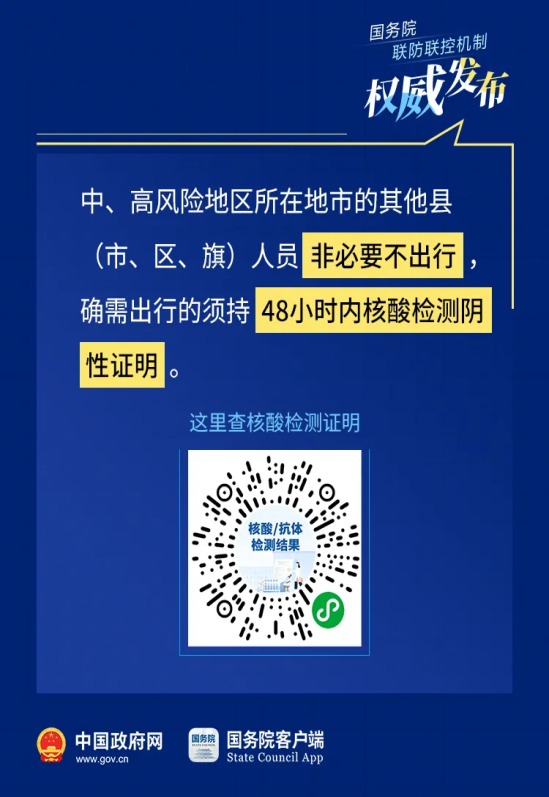 国务院
联防联控机制
权威发布
中、高风险地区所在地市的其他县
（市、区、旗）人员 非必要不出行，
确需出行的须持 48小时内核酸检测阴
性证明。
这里查核酸检测证明
核酸/抗体
检测结果
中国政府网
www.gov.cn
国务院
国务院客户端
State Council App